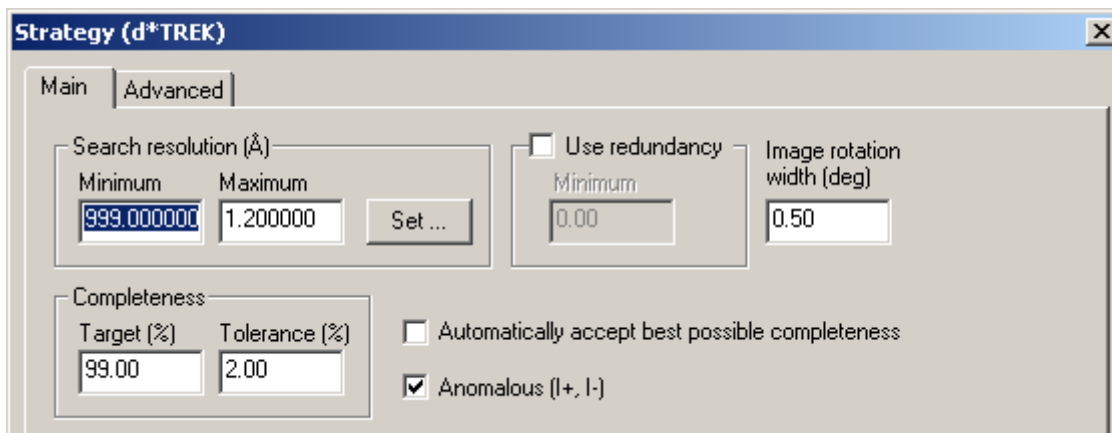 Strategy (d*TREK)
Main Advanced
Search resolution (Å)
Minimum Maximum
999.000000 1.200000 Set ...
Use redundancy
Minimum
0.00
Image rotation
width (deg)
0.50
Completeness
Target (%) Tolerance (%)
99.00 2.00
Automatically accept best possible completeness
Anomalous (I+, I-)